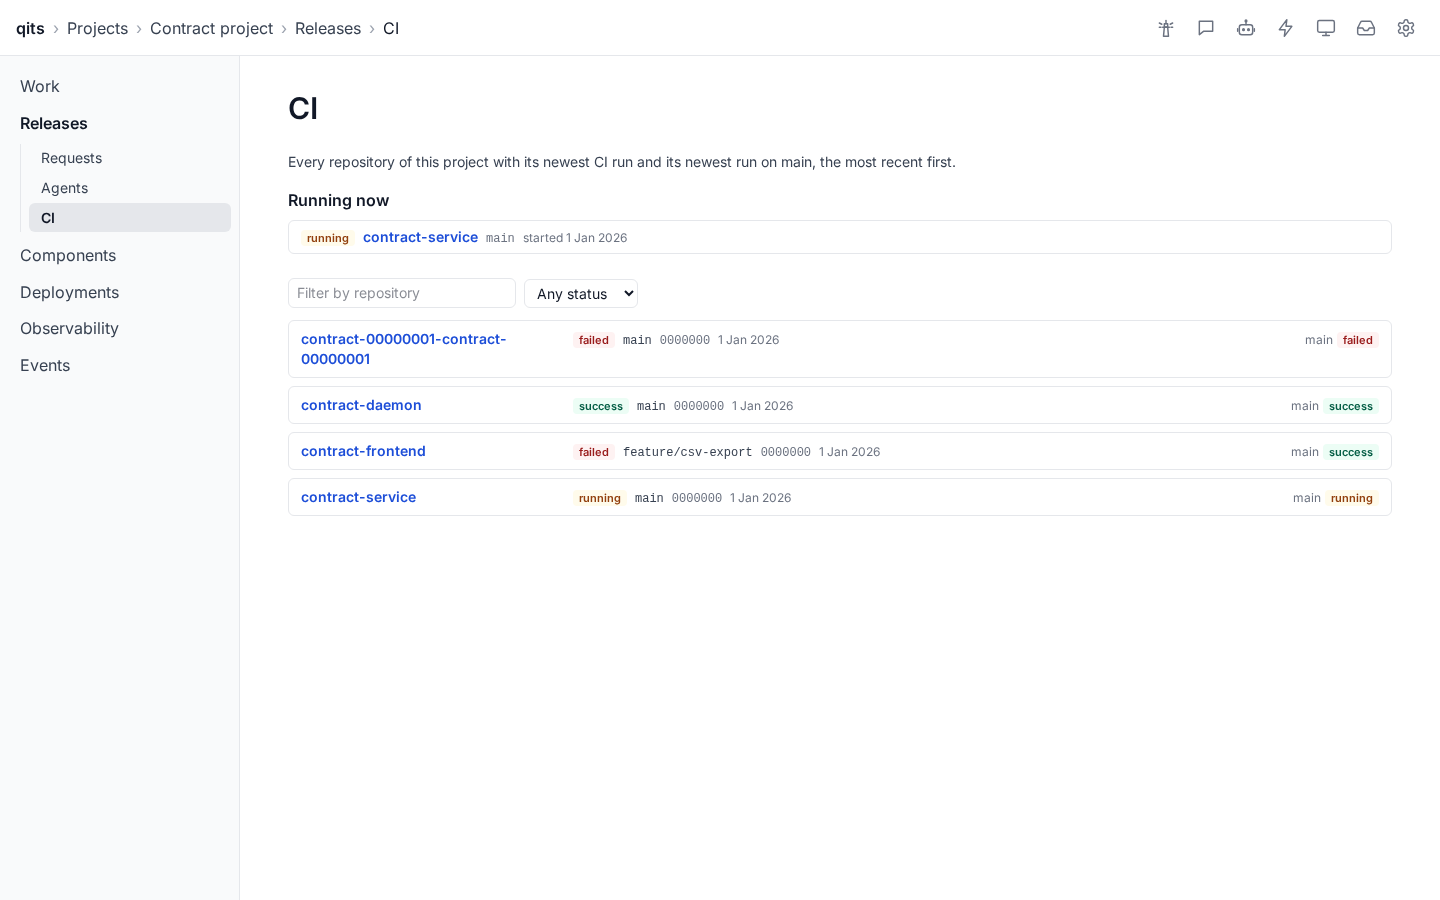 qits › Projects › Contract project › Releases › CI
Work
Releases
Requests
Agents
CI
Components
Deployments
Observability
Events
CI
Every repository of this project with its newest CI run and its newest run on main, the most recent first.
Running now
running contract-service main started 1 Jan 2026
Filter by repository Any status
contract-00000001-contract-
00000001 failed main 0000000 1 Jan 2026 main failed
contract-daemon success main 0000000 1 Jan 2026 main success
contract-frontend failed feature/csv-export 0000000 1 Jan 2026 main success
contract-service running main 0000000 1 Jan 2026 main running